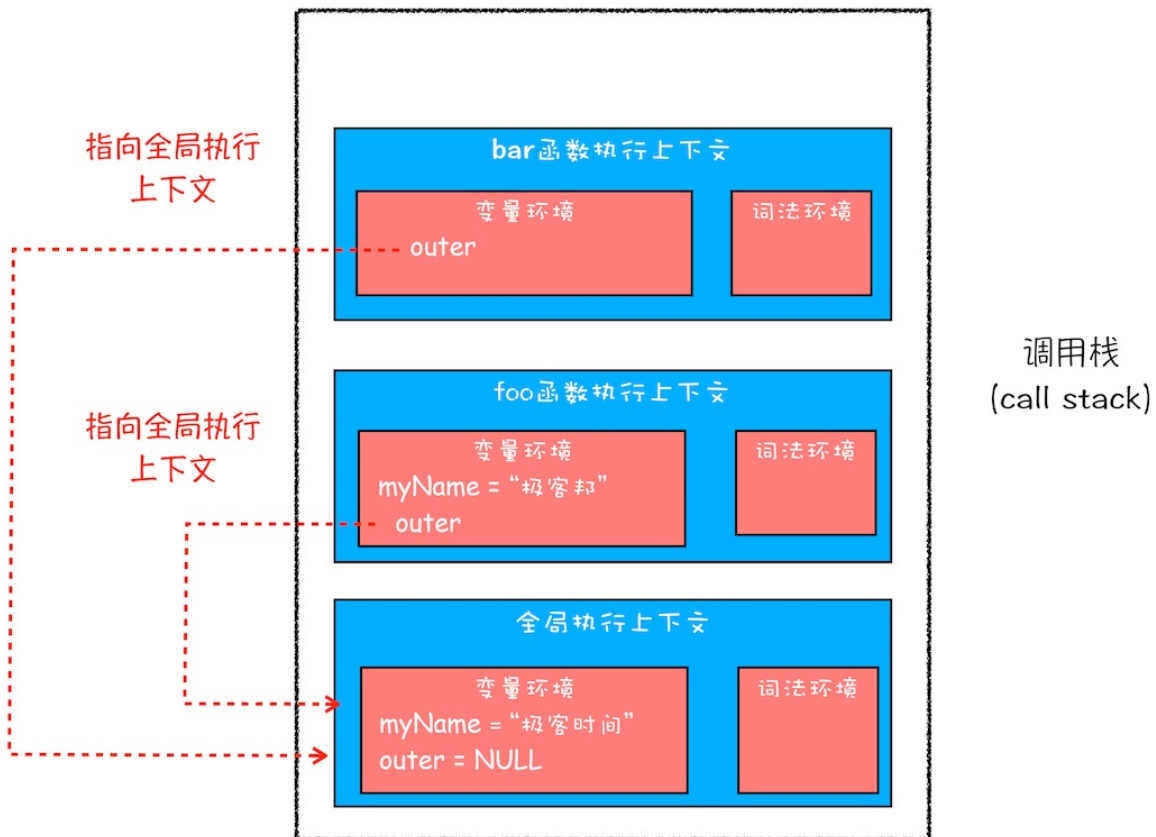 指向全局执行
上下文
bar函数执行上下文
变量环境
outer
词法环境
调用栈
(call stack)
指向全局执行
上下文
foo函数执行上下文
变量环境
myName = “极客邦”
outer
词法环境
全局执行上下文
变量环境
myName = “极客时间”
outer = NULL
词法环境